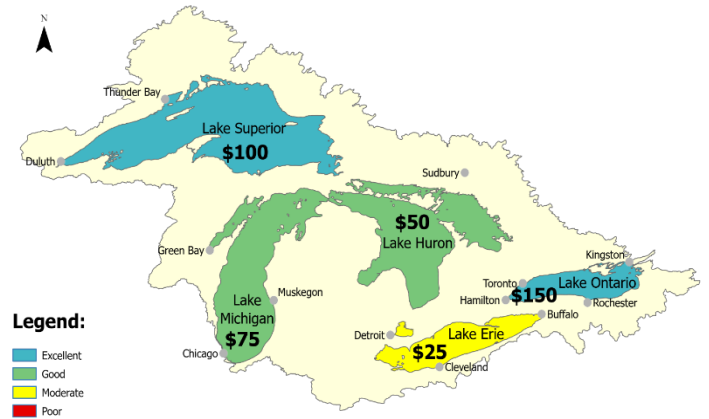 N
Thunder Bay
Lake Superior
$100
Duluth
Sudbury
$50
Lake Huron
Green Bay
Kingston
Toronto
Lake Ontario
Hamilton
$150
Rochester
Muskegon
Lake
Michigan
$75
Buffalo
Detroit
Lake Erie
$25
Chicago
Cleveland
Legend:
Excellent
Good
Moderate
Poor